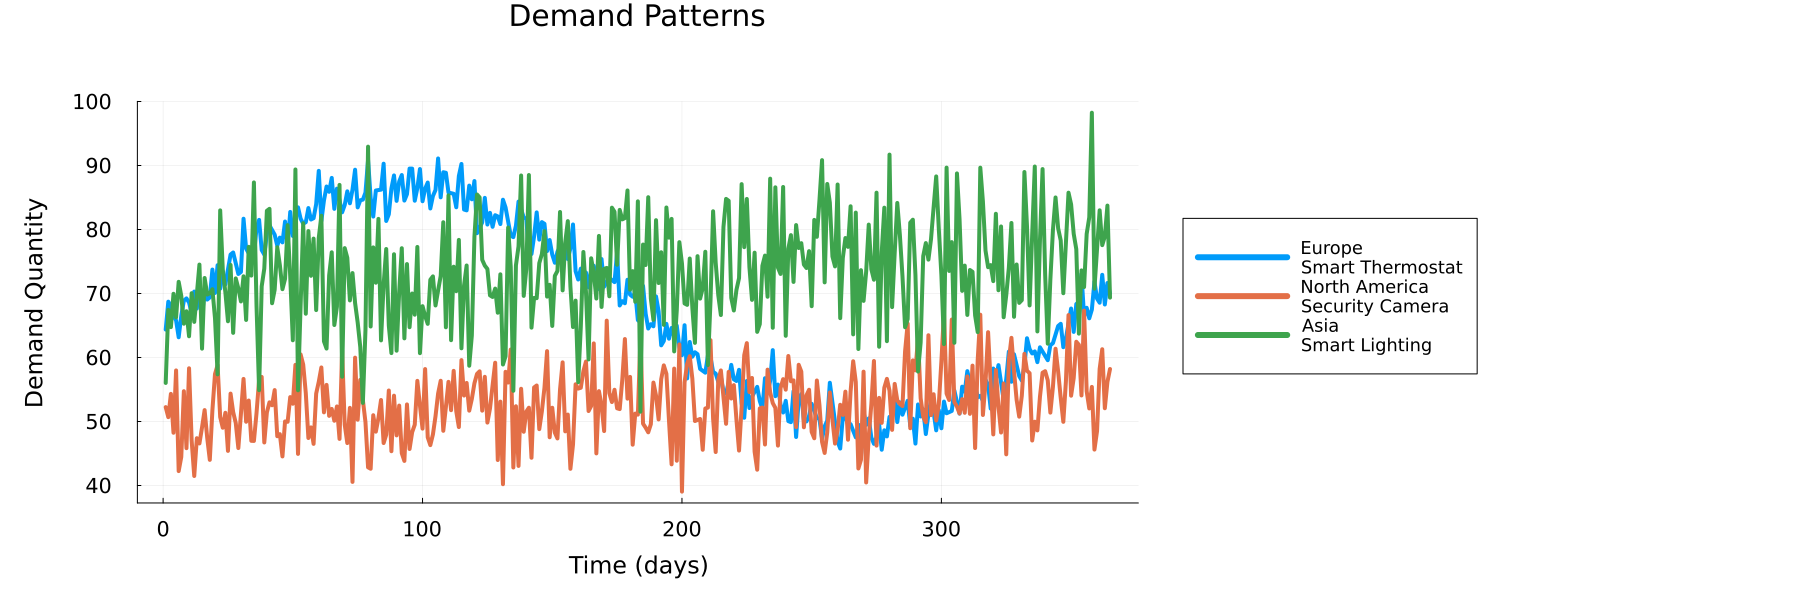 Demand Patterns
Demand Quantity
100
90
80
70
60
50
40
0
100
200
300
Time (days)
Europe
Smart Thermostat
North America
Security Camera
Asia
Smart Lighting